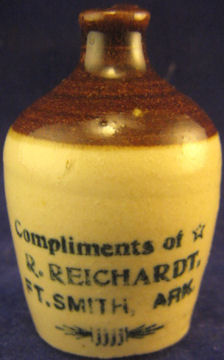 Compliments of ☆
R. REICHARDT,
FT. SMITH, ARK.